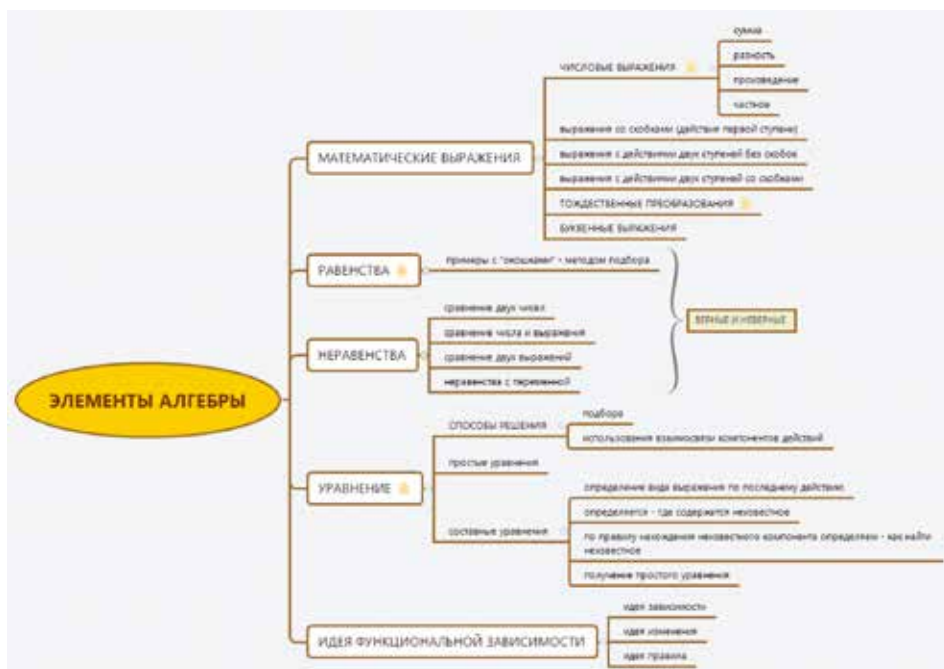 ЭЛЕМЕНТЫ АЛГЕБРЫ
МАТЕМАТИЧЕСКИЕ ВЫРАЖЕНИЯ
ЧИСЛОВЫЕ ВЫРАЖЕНИЯ
сумма
разность
произведение
частное
выражения со скобками (действия первой ступени)
выражения с действиями двух ступеней без скобок
выражения с действиями двух ступеней со скобками
ТОЖДЕСТВЕННЫЕ ПРЕОБРАЗОВАНИЯ
БУКВЕННЫЕ ВЫРАЖЕНИЯ
РАВЕНСТВА
примеры с "окошками" - методом подбора
НЕРАВЕНСТВА
сравнение двух чисел
сравнение числа и выражения
сравнение двух выражений
неравенства с переменной
ВЕРНЫЕ И НЕВЕРНЫЕ
УРАВНЕНИЕ
СПОСОБЫ РЕШЕНИЯ
подбора
использования взаимосвязи компонентов действий
простые уравнения
составные уравнения
определение вида выражения по последнему действию
определяется - где содержится неизвестное
по правилу нахождения неизвестного компонента определяем - как найти
неизвестное
получение простого уравнения
ИДЕЯ ФУНКЦИОНАЛЬНОЙ ЗАВИСИМОСТИ
идея зависимости
идея изменения
идея правила